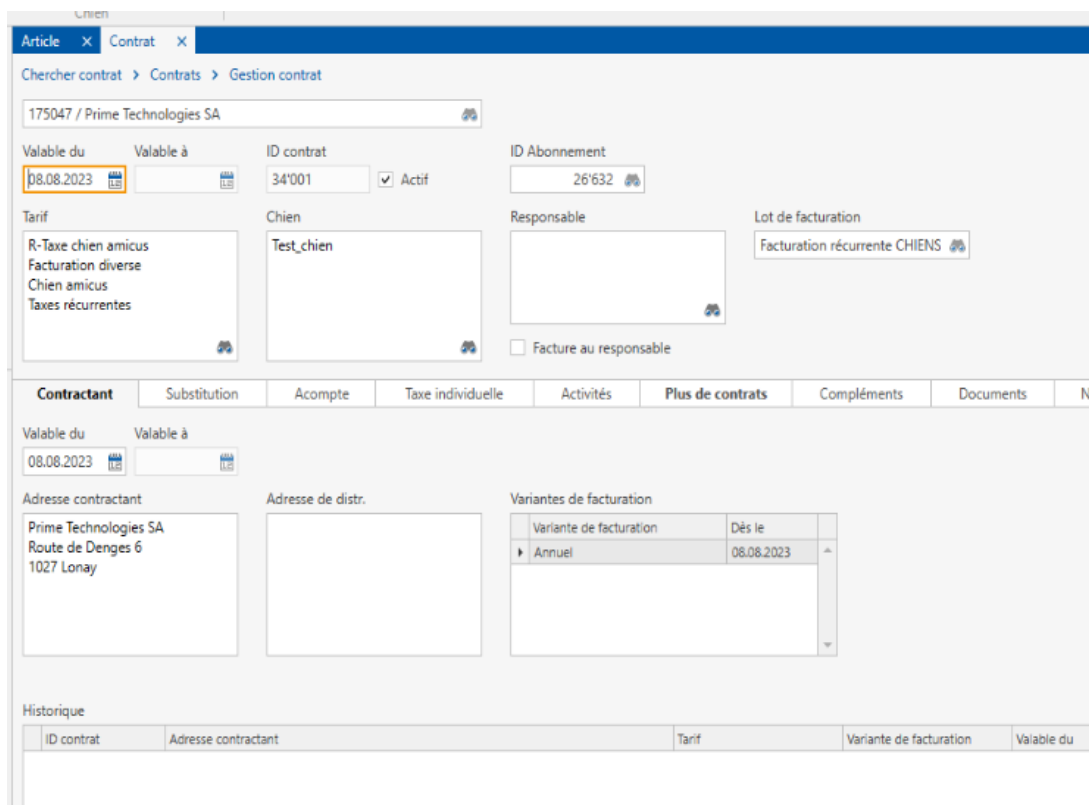 Chien
Article X Contrat X
Chercher contrat > Contrats > Gestion contrat
175047 / Prime Technologies SA
Valable du Valable à ID contrat ID Abonnement
08.08.2023 34'001 Actif 26'632
Tarif Chien Responsable Lot de facturation
R-Taxe chien amicus Test_chien Facturation récurrente CHIENS
Facturation diverse
Chien amicus
Taxes récurrentes
Facture au responsable
Contractant Substitution Acompte Taxe individuelle Activités Plus de contrats Compléments Documents N
Valable du Valable à
08.08.2023
Adresse contractant Adresse de distr. Variantes de facturation
Prime Technologies SA Variante de facturation Dès le
Route de Denges 6 Annuel 08.08.2023
1027 Lonay
Historique
ID contrat Adresse contractant Tarif Variante de facturation Valable du